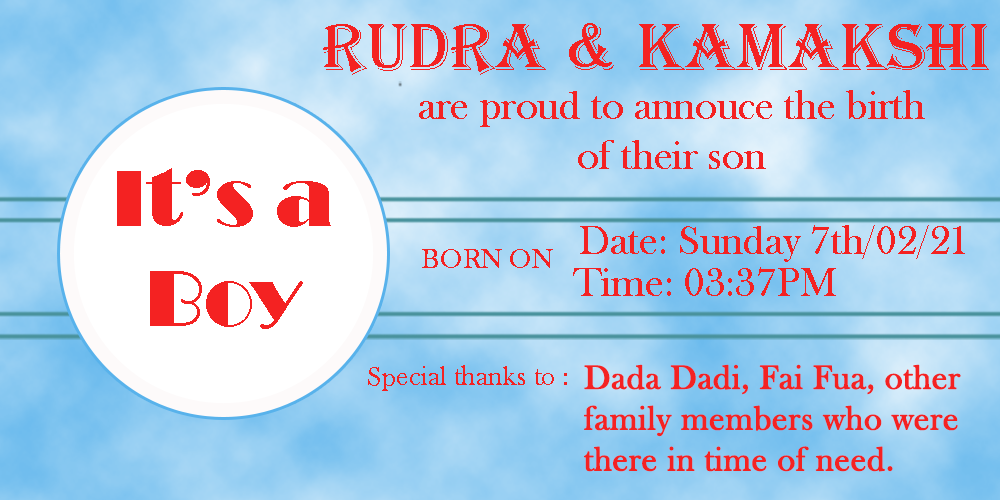 RUDRA & KAMAKSHI
are proud to annouce the birth
of their son
It's a
Boy
BORN ON
Date: Sunday 7th/02/21
Time: 03:37PM
Special thanks to :
Dada Dadi, Fai Fua, other
family members who were
there in time of need.